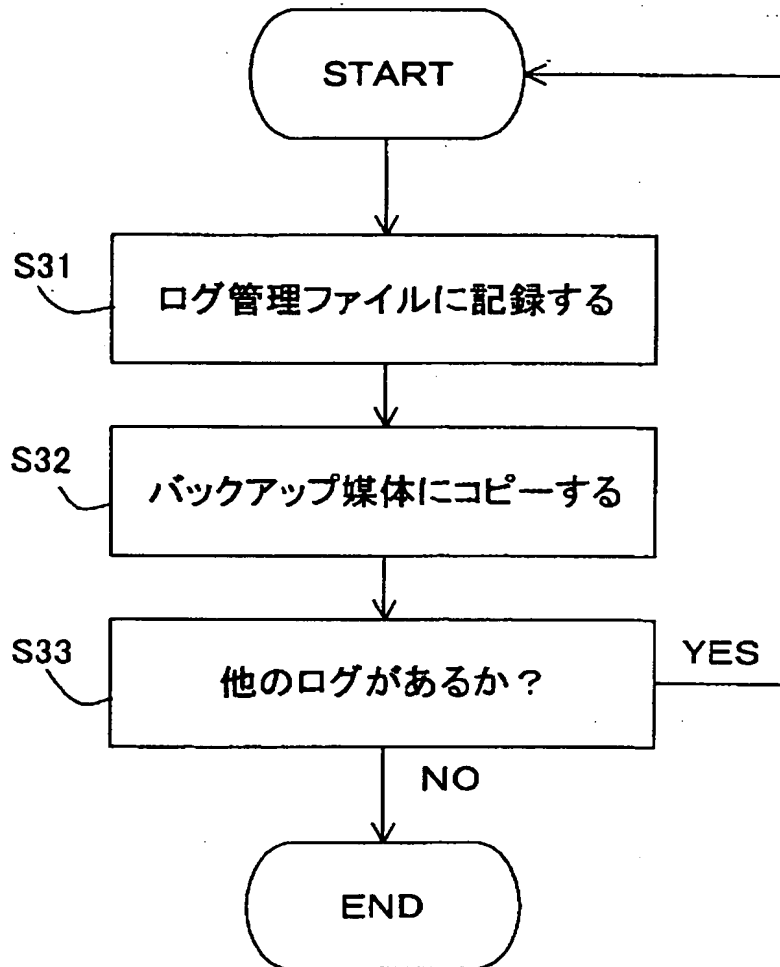 START
S31
ログ管理ファイルに記録する
S32
バックアップ媒体にコピーする
S33
他のログがあるか？
YES
NO
END